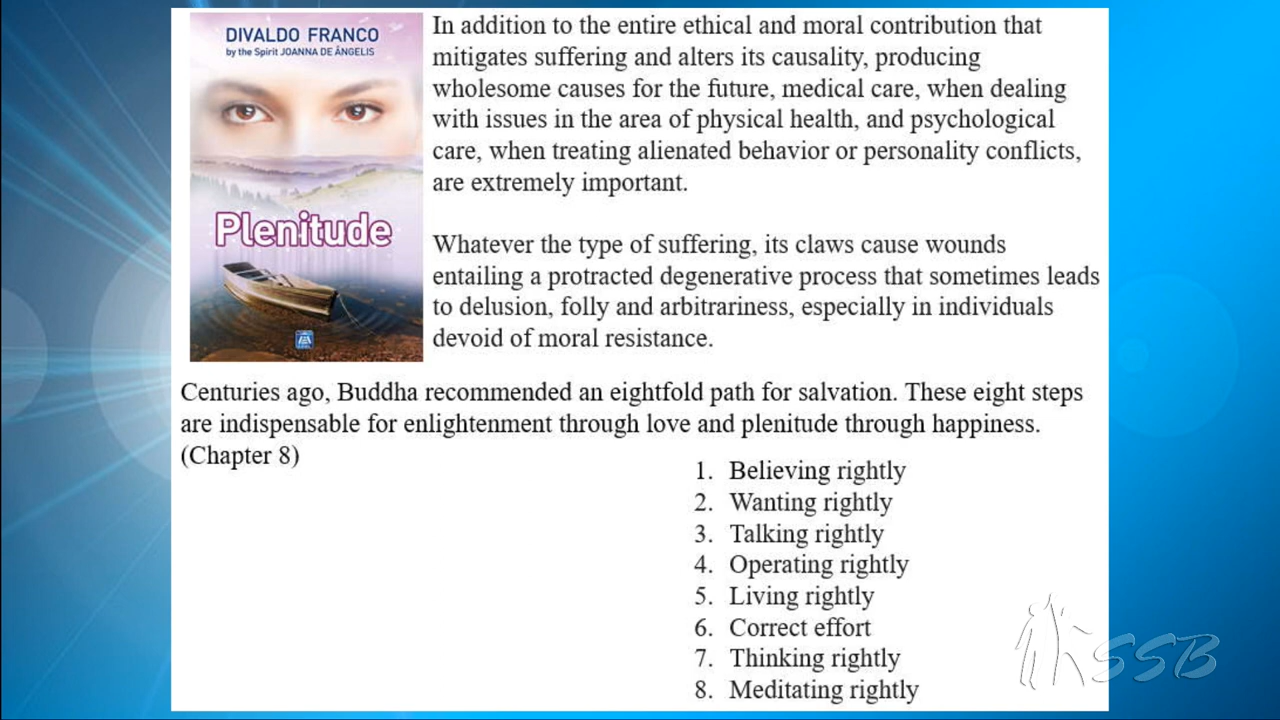 DIVALDO FRANCO
by the Spirit JOANNA DE ÂNGELIS
Plenitude
In addition to the entire ethical and moral contribution that
mitigates suffering and alters its causality, producing
wholesome causes for the future, medical care, when dealing
with issues in the area of physical health, and psychological
care, when treating alienated behavior or personality conflicts,
are extremely important.
Whatever the type of suffering, its claws cause wounds
entailing a protracted degenerative process that sometimes leads
to delusion, folly and arbitrariness, especially in individuals
devoid of moral resistance.
Centuries ago, Buddha recommended an eightfold path for salvation. These eight steps
are indispensable for enlightenment through love and plenitude through happiness.
(Chapter 8)
1. Believing rightly
2. Wanting rightly
3. Talking rightly
4. Operating rightly
5. Living rightly
6. Correct effort
7. Thinking rightly
8. Meditating rightly
SSB